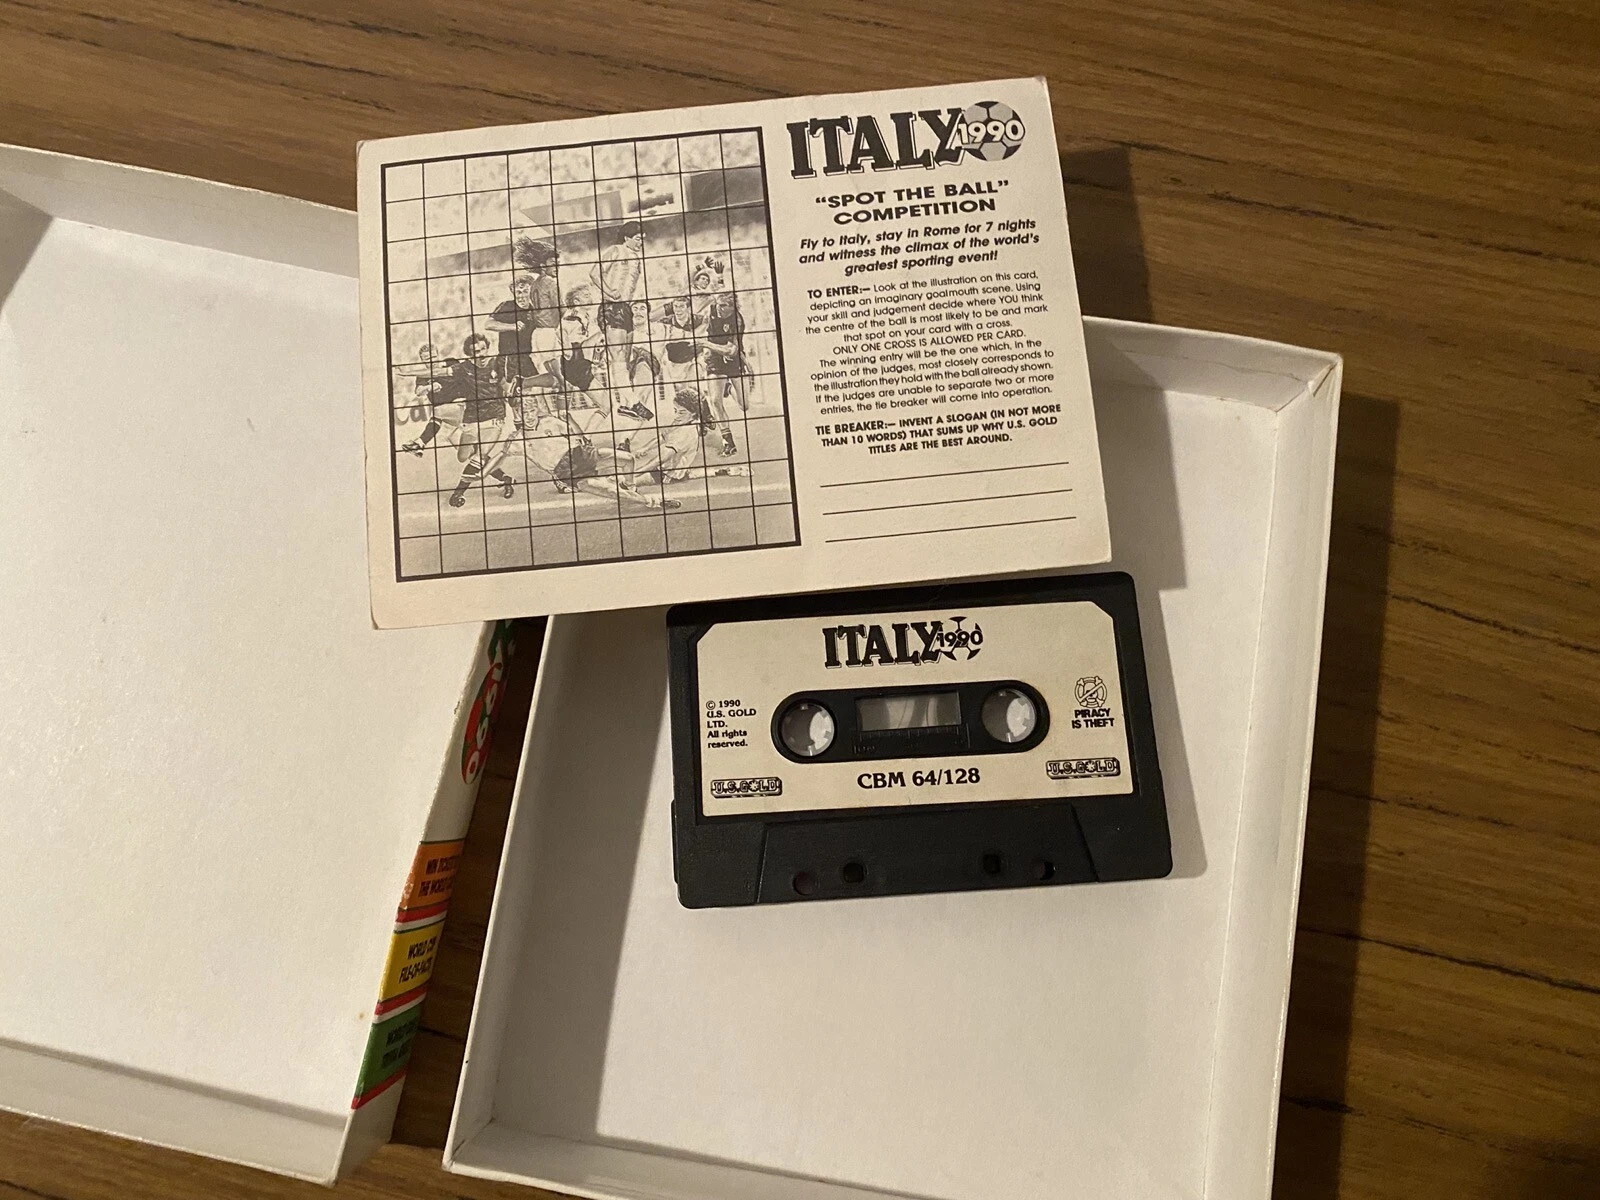 ITALY 1990
“SPOT THE BALL”
COMPETITION
Fly to Italy, stay in Rome for 7 nights
and witness the climax of the world's
greatest sporting event!
TO ENTER:— Look at the illustration on this card,
depicting an imaginary goalmouth scene. Using
your skill and judgement decide where YOU think
the centre of the ball is most likely to be and mark
that spot on your card with a cross.
ONLY ONE CROSS IS ALLOWED PER CARD.
The winning entry will be the one which, in the
opinion of the judges, most closely corresponds to
the illustration they hold with the ball already shown.
If the judges are unable to separate two or more
entries, the tie breaker will come into operation.
TIE BREAKER:— INVENT A SLOGAN (IN NOT MORE
THAN 10 WORDS) THAT SUMS UP WHY U.S. GOLD
TITLES ARE THE BEST AROUND.
ITALY 1990
© 1990
U.S. GOLD
LTD.
All rights
reserved.
PIRACY
IS THEFT
U.S.GOLD
CBM 64/128
U.S.GOLD
WIN
THE WORLD
WORLD CUP